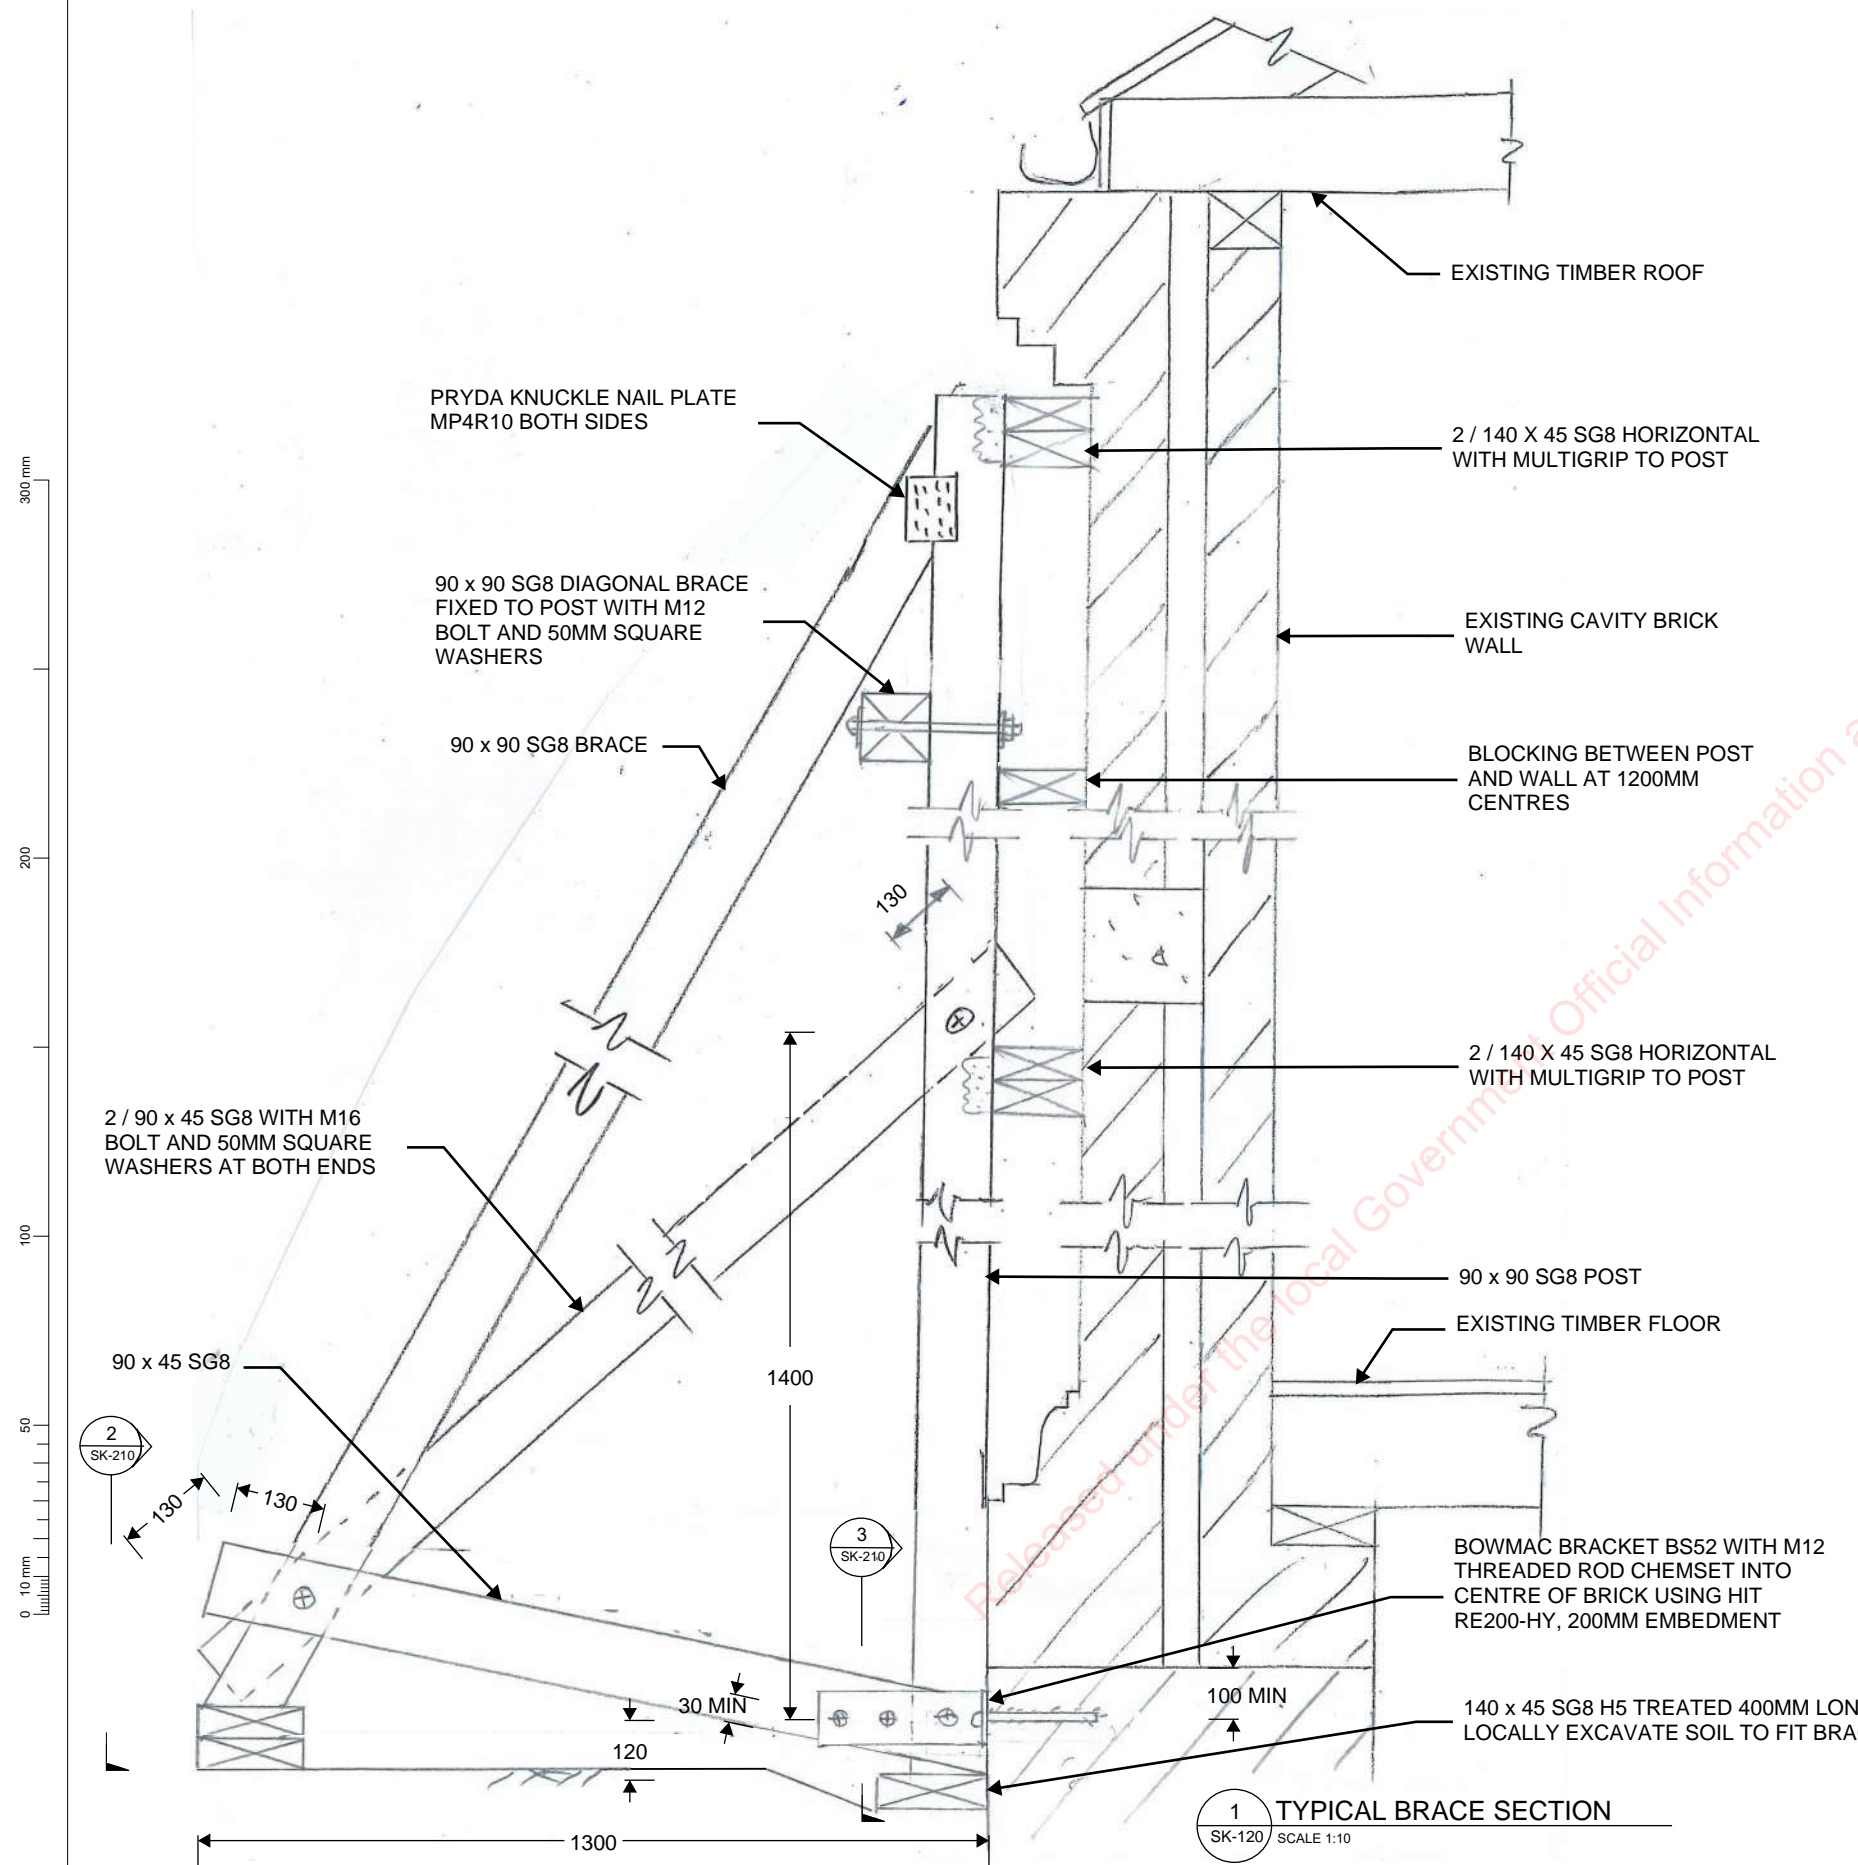 EXISTING TIMBER ROOF
PRYDA KNUCKLE NAIL PLATE
MP4R10 BOTH SIDES
2 / 140 X 45 SG8 HORIZONTAL
WITH MULTIGRIP TO POST
300 mm
90 x 90 SG8 DIAGONAL BRACE
FIXED TO POST WITH M12
BOLT AND 50MM SQUARE
WASHERS
EXISTING CAVITY BRICK
WALL
90 x 90 SG8 BRACE
BLOCKING BETWEEN POST
AND WALL AT 1200MM
CENTRES
200
130
2 / 140 X 45 SG8 HORIZONTAL
WITH MULTIGRIP TO POST
2 / 90 x 45 SG8 WITH M16
BOLT AND 50MM SQUARE
WASHERS AT BOTH ENDS
100
90 x 90 SG8 POST
EXISTING TIMBER FLOOR
90 x 45 SG8
1400
50
2
SK-210
130
130
3
SK-210
BOWMAC BRACKET BS52 WITH M12
THREADED ROD CHEMSET INTO
CENTRE OF BRICK USING HIT
RE200-HY, 200MM EMBEDMENT
10 mm
0
30 MIN
100 MIN
140 x 45 SG8 H5 TREATED 400MM LON
LOCALLY EXCAVATE SOIL TO FIT BRA
120
1300
1
SK-120
TYPICAL BRACE SECTION
SCALE 1:10
Released under the local Government Official Information a